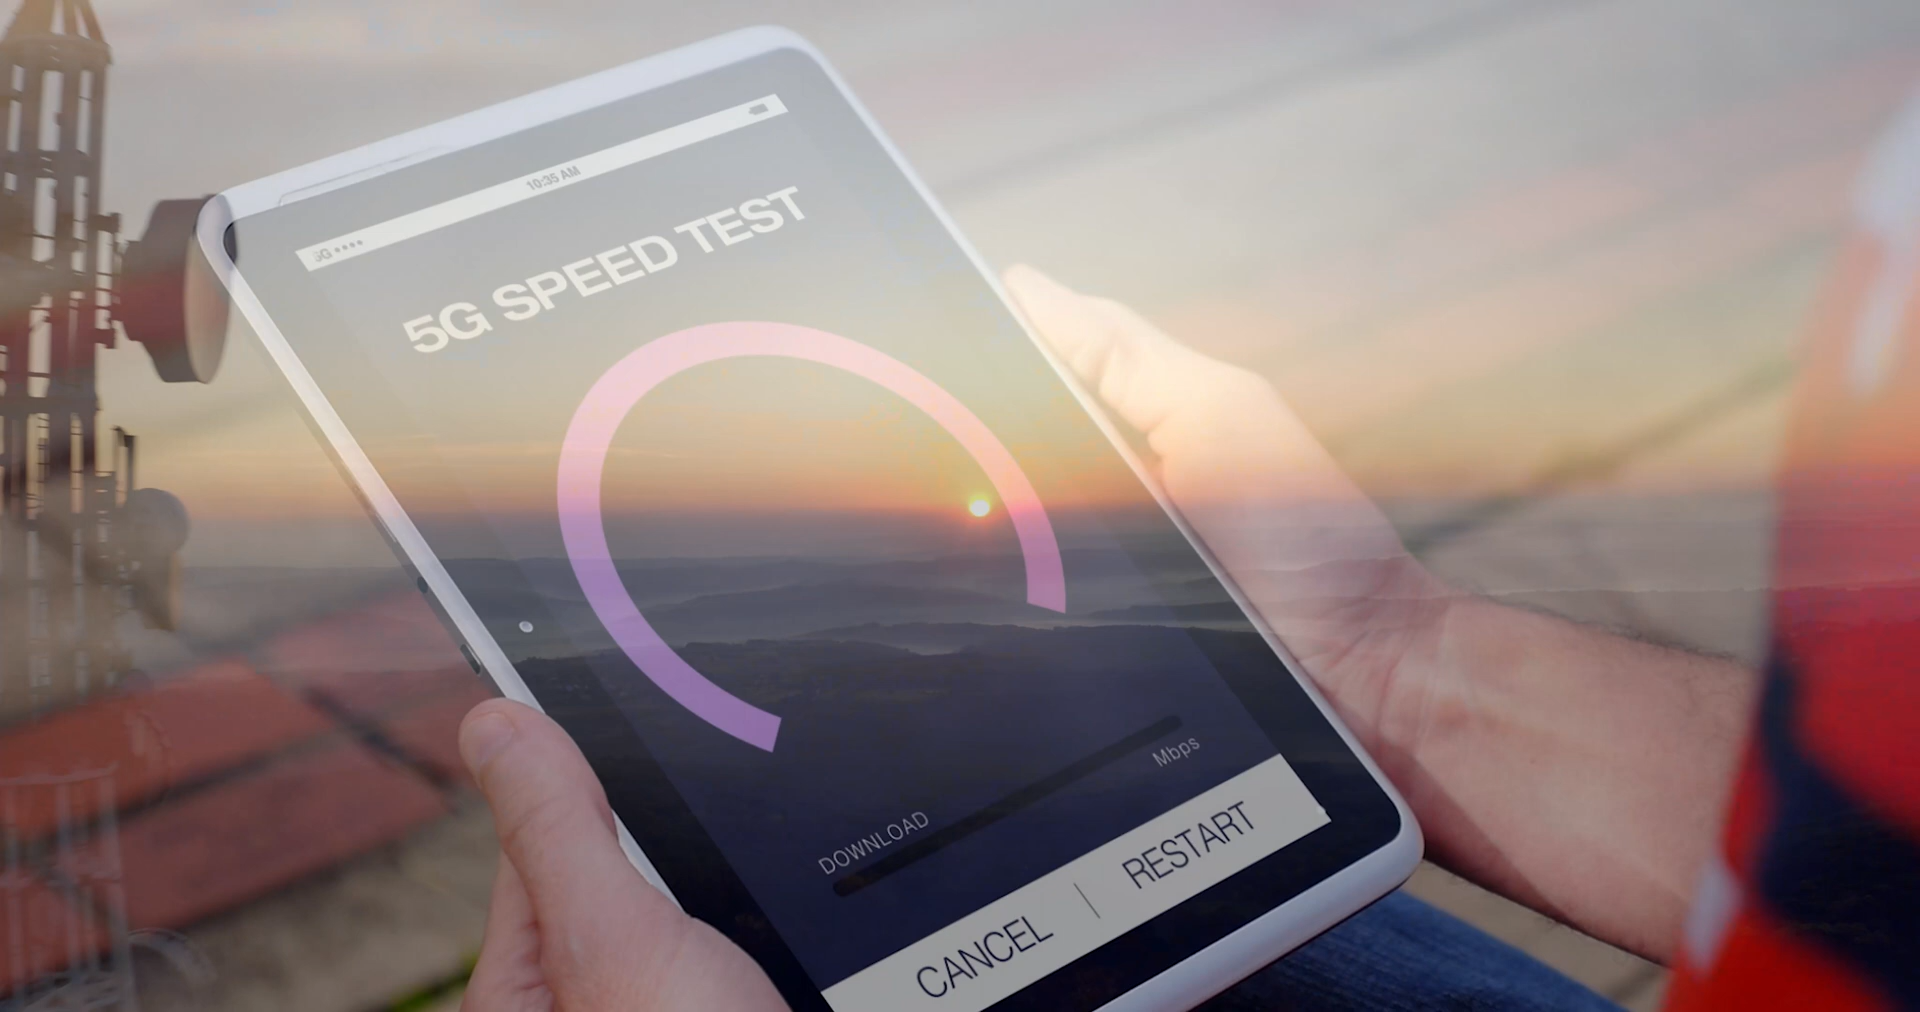 5G
10:35 AM
5G SPEED TEST
Mbps
DOWNLOAD
CANCEL | RESTART